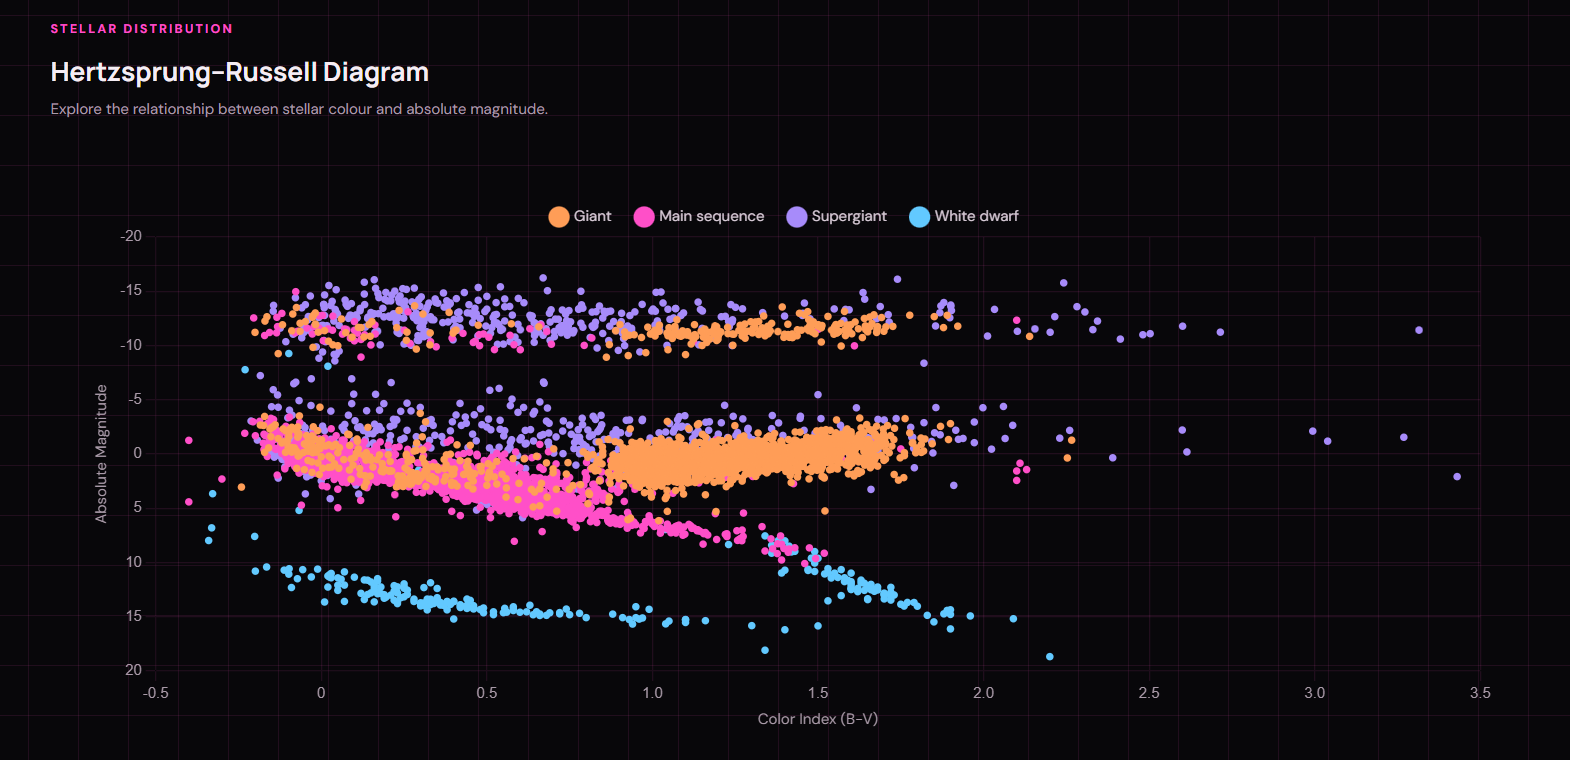 STELLAR DISTRIBUTION
Hertzsprung–Russell Diagram
Explore the relationship between stellar colour and absolute magnitude.
Giant Main sequence Supergiant White dwarf
-20
-15
-10
-5
0
5
10
15
20
Absolute Magnitude
-0.5 0 0.5 1.0 1.5 2.0 2.5 3.0 3.5
Color Index (B–V)